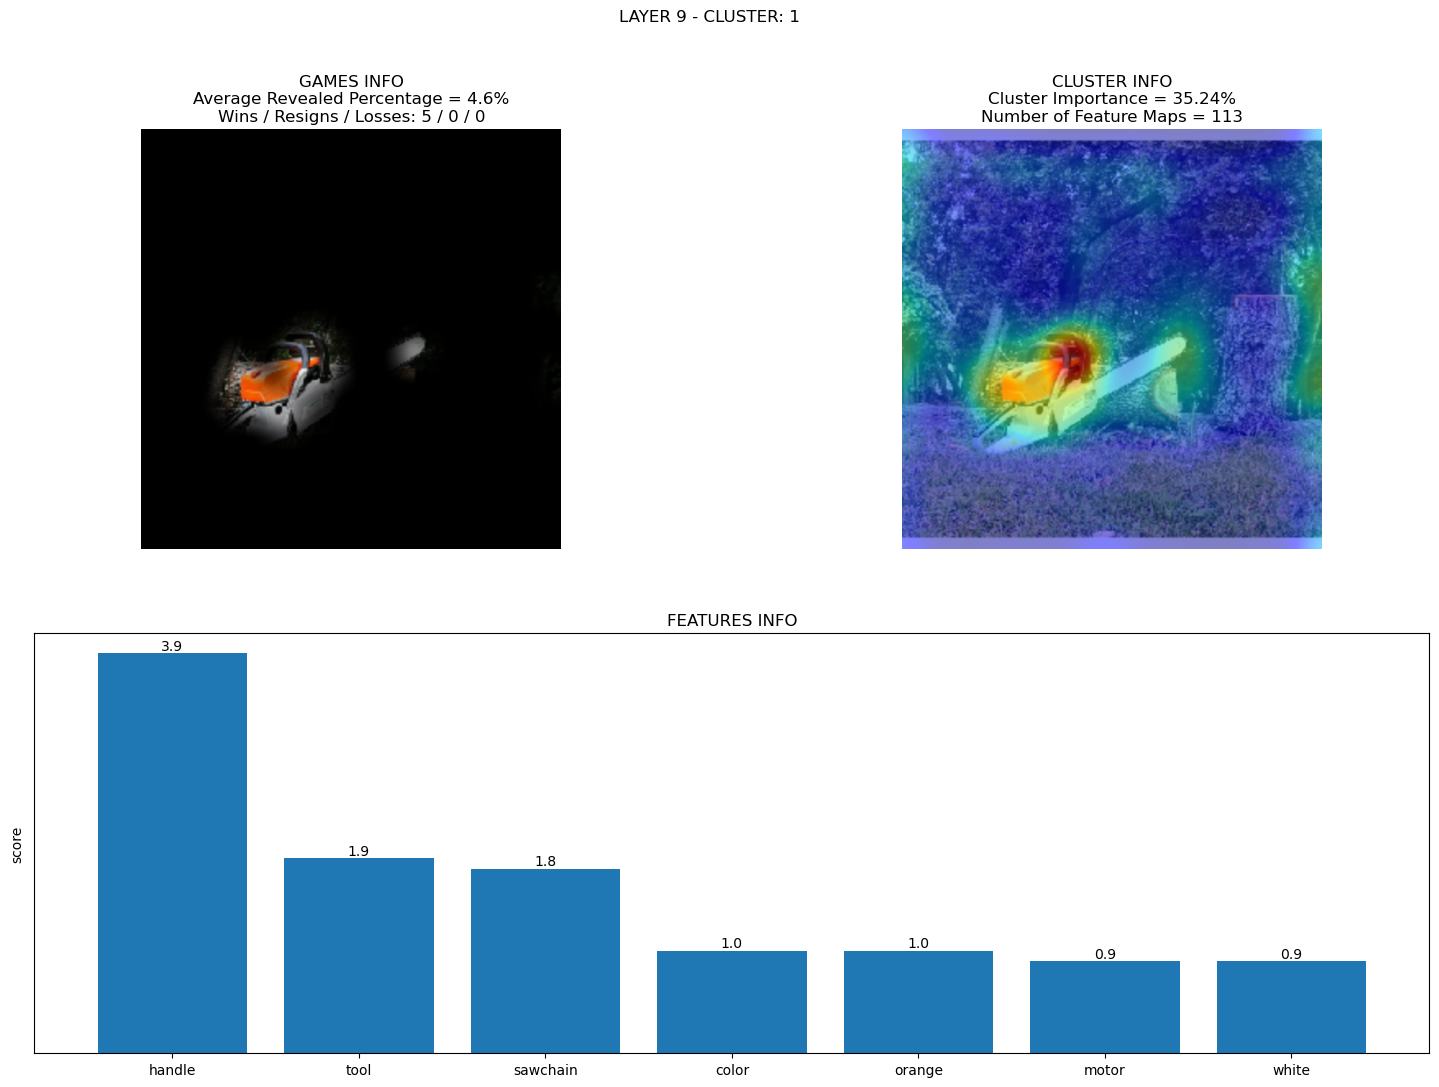 LAYER 9 - CLUSTER: 1
GAMES INFO
Average Revealed Percentage = 4.6%
Wins / Resigns / Losses: 5 / 0 / 0
CLUSTER INFO
Cluster Importance = 35.24%
Number of Feature Maps = 113
FEATURES INFO
score
3.9
1.9
1.8
1.0
1.0
0.9
0.9
handle
tool
sawchain
color
orange
motor
white